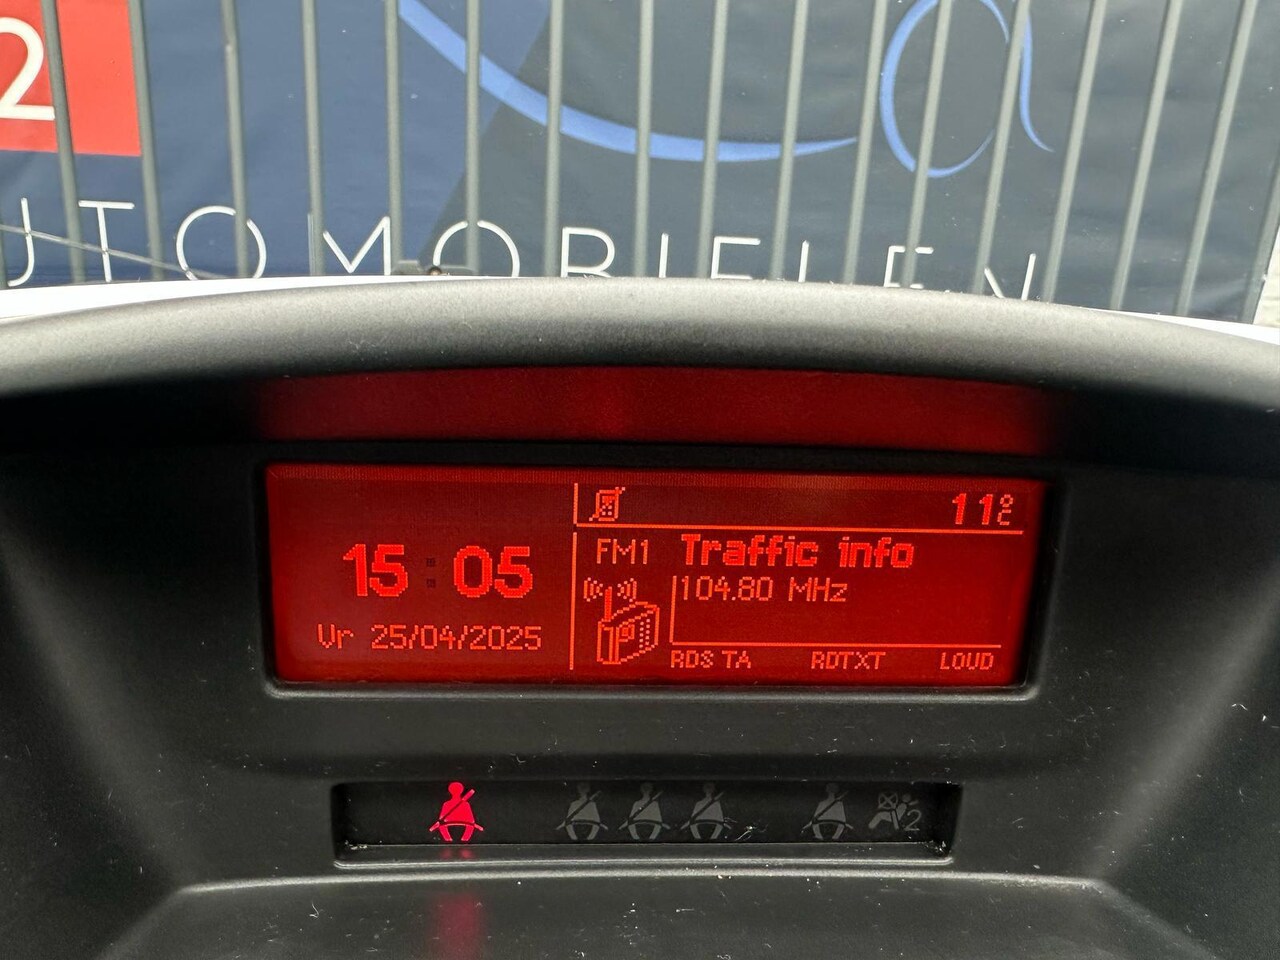 2
UTOMOBIELEN
11°C
15:05
FM1 Traffic info
104.80 MHz
Vr 25/04/2025
RDS TA RDTXT LOUD
2